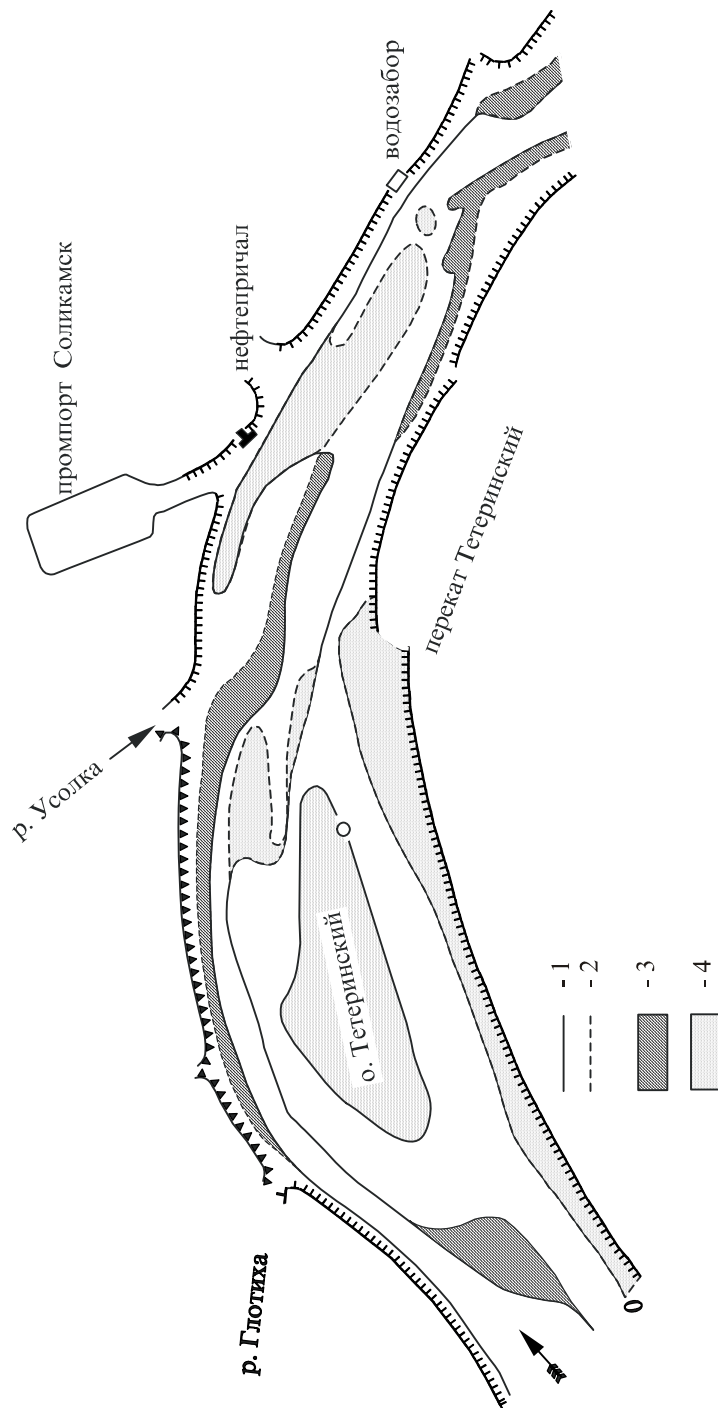 промпорт Соликамск
водозабор
нефтепричал
перекат Тетеринский
р. Усолка
о. Тетеринский
р. Глотиха
0
- 1
- 2
- 3
- 4